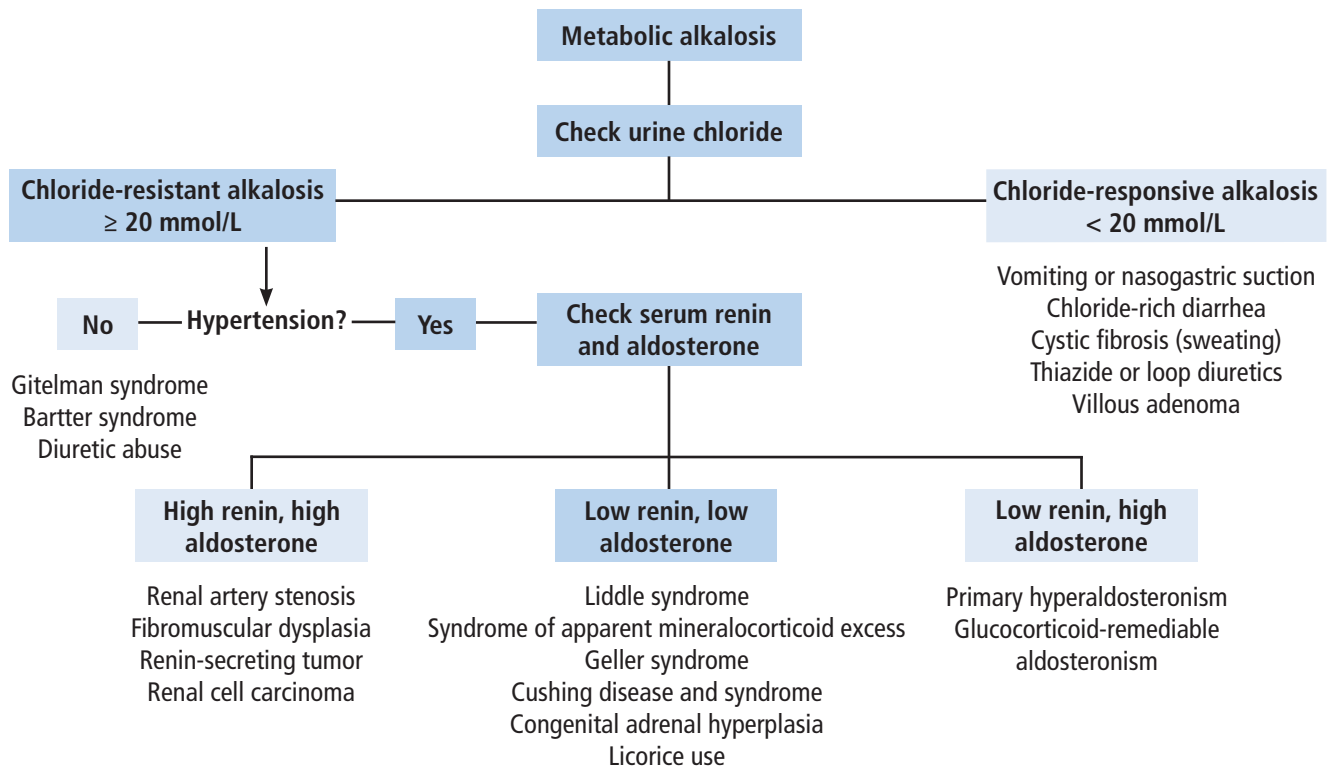 Metabolic alkalosis
Check urine chloride
Chloride-resistant alkalosis
≥ 20 mmol/L
Chloride-responsive alkalosis
< 20 mmol/L
Vomiting or nasogastric suction
Chloride-rich diarrhea
Cystic fibrosis (sweating)
Thiazide or loop diuretics
Villous adenoma
No
Hypertension?
Yes
Check serum renin
and aldosterone
Gitelman syndrome
Bartter syndrome
Diuretic abuse
High renin, high
aldosterone
Renal artery stenosis
Fibromuscular dysplasia
Renin-secreting tumor
Renal cell carcinoma
Low renin, low
aldosterone
Liddle syndrome
Syndrome of apparent mineralocorticoid excess
Geller syndrome
Cushing disease and syndrome
Congenital adrenal hyperplasia
Licorice use
Low renin, high
aldosterone
Primary hyperaldosteronism
Glucocorticoid-remediable
aldosteronism